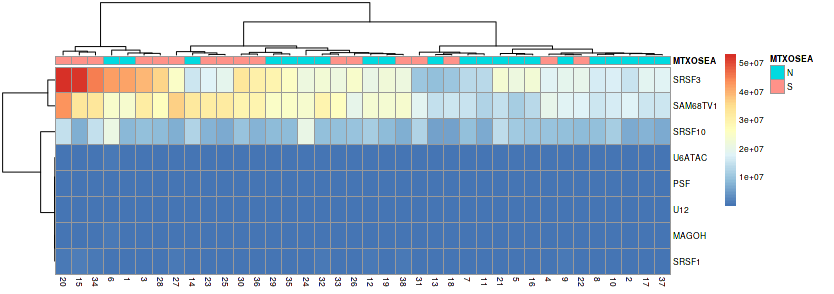 MTXOSEA
MTXOSEA
N
S
SRSF3
SAM68TV1
SRSF10
U6ATAC
PSF
U12
MAGOH
SRSF1
5e+07
4e+07
3e+07
2e+07
1e+07
20 15 34 6 1 3 28 27 14 23 25 30 36 29 35 24 32 33 26 12 19 38 31 13 18 7 11 21 5 16 4 9 22 8 10 2 17 37